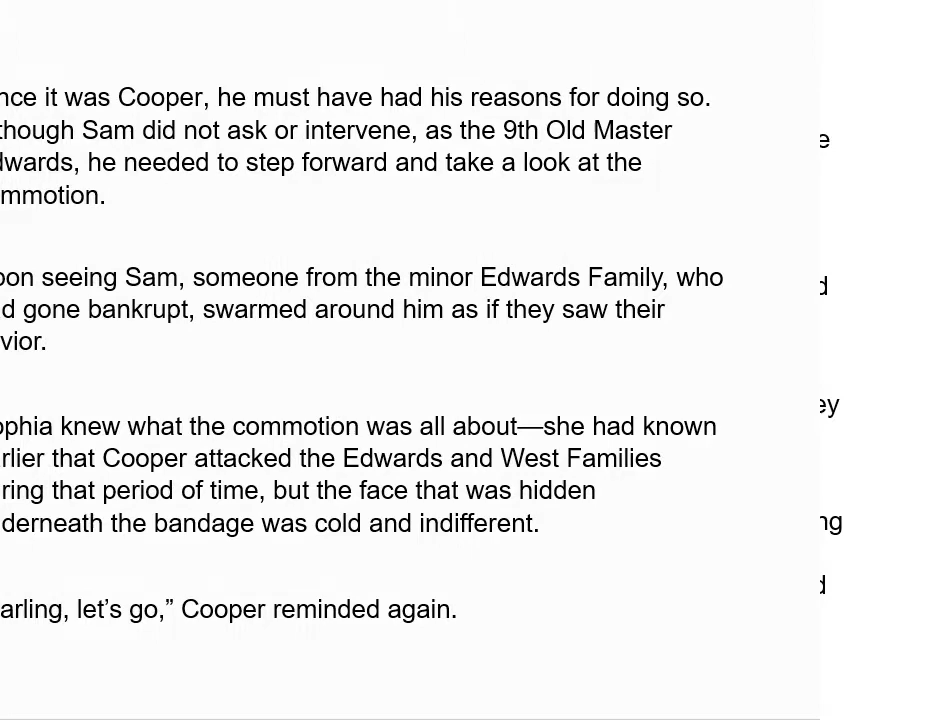 nce it was Cooper, he must have had his reasons for doing so.
though Sam did not ask or intervene, as the 9th Old Master
dwards, he needed to step forward and take a look at the
mmotion.
oon seeing Sam, someone from the minor Edwards Family, who
d gone bankrupt, swarmed around him as if they saw their
vior.
ophia knew what the commotion was all about—she had known
rlier that Cooper attacked the Edwards and West Families
ring that period of time, but the face that was hidden
derneath the bandage was cold and indifferent.
arling, let’s go,” Cooper reminded again.
e
d
ey
ng
d